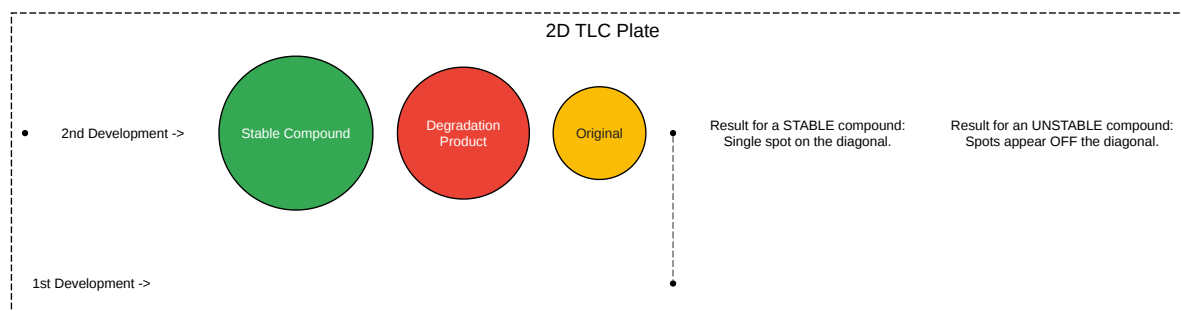 2D TLC Plate
2nd Development ->
Stable Compound
Degradation
Product
Original
Result for a STABLE compound:
Single spot on the diagonal.
Result for an UNSTABLE compound:
Spots appear OFF the diagonal.
1st Development ->